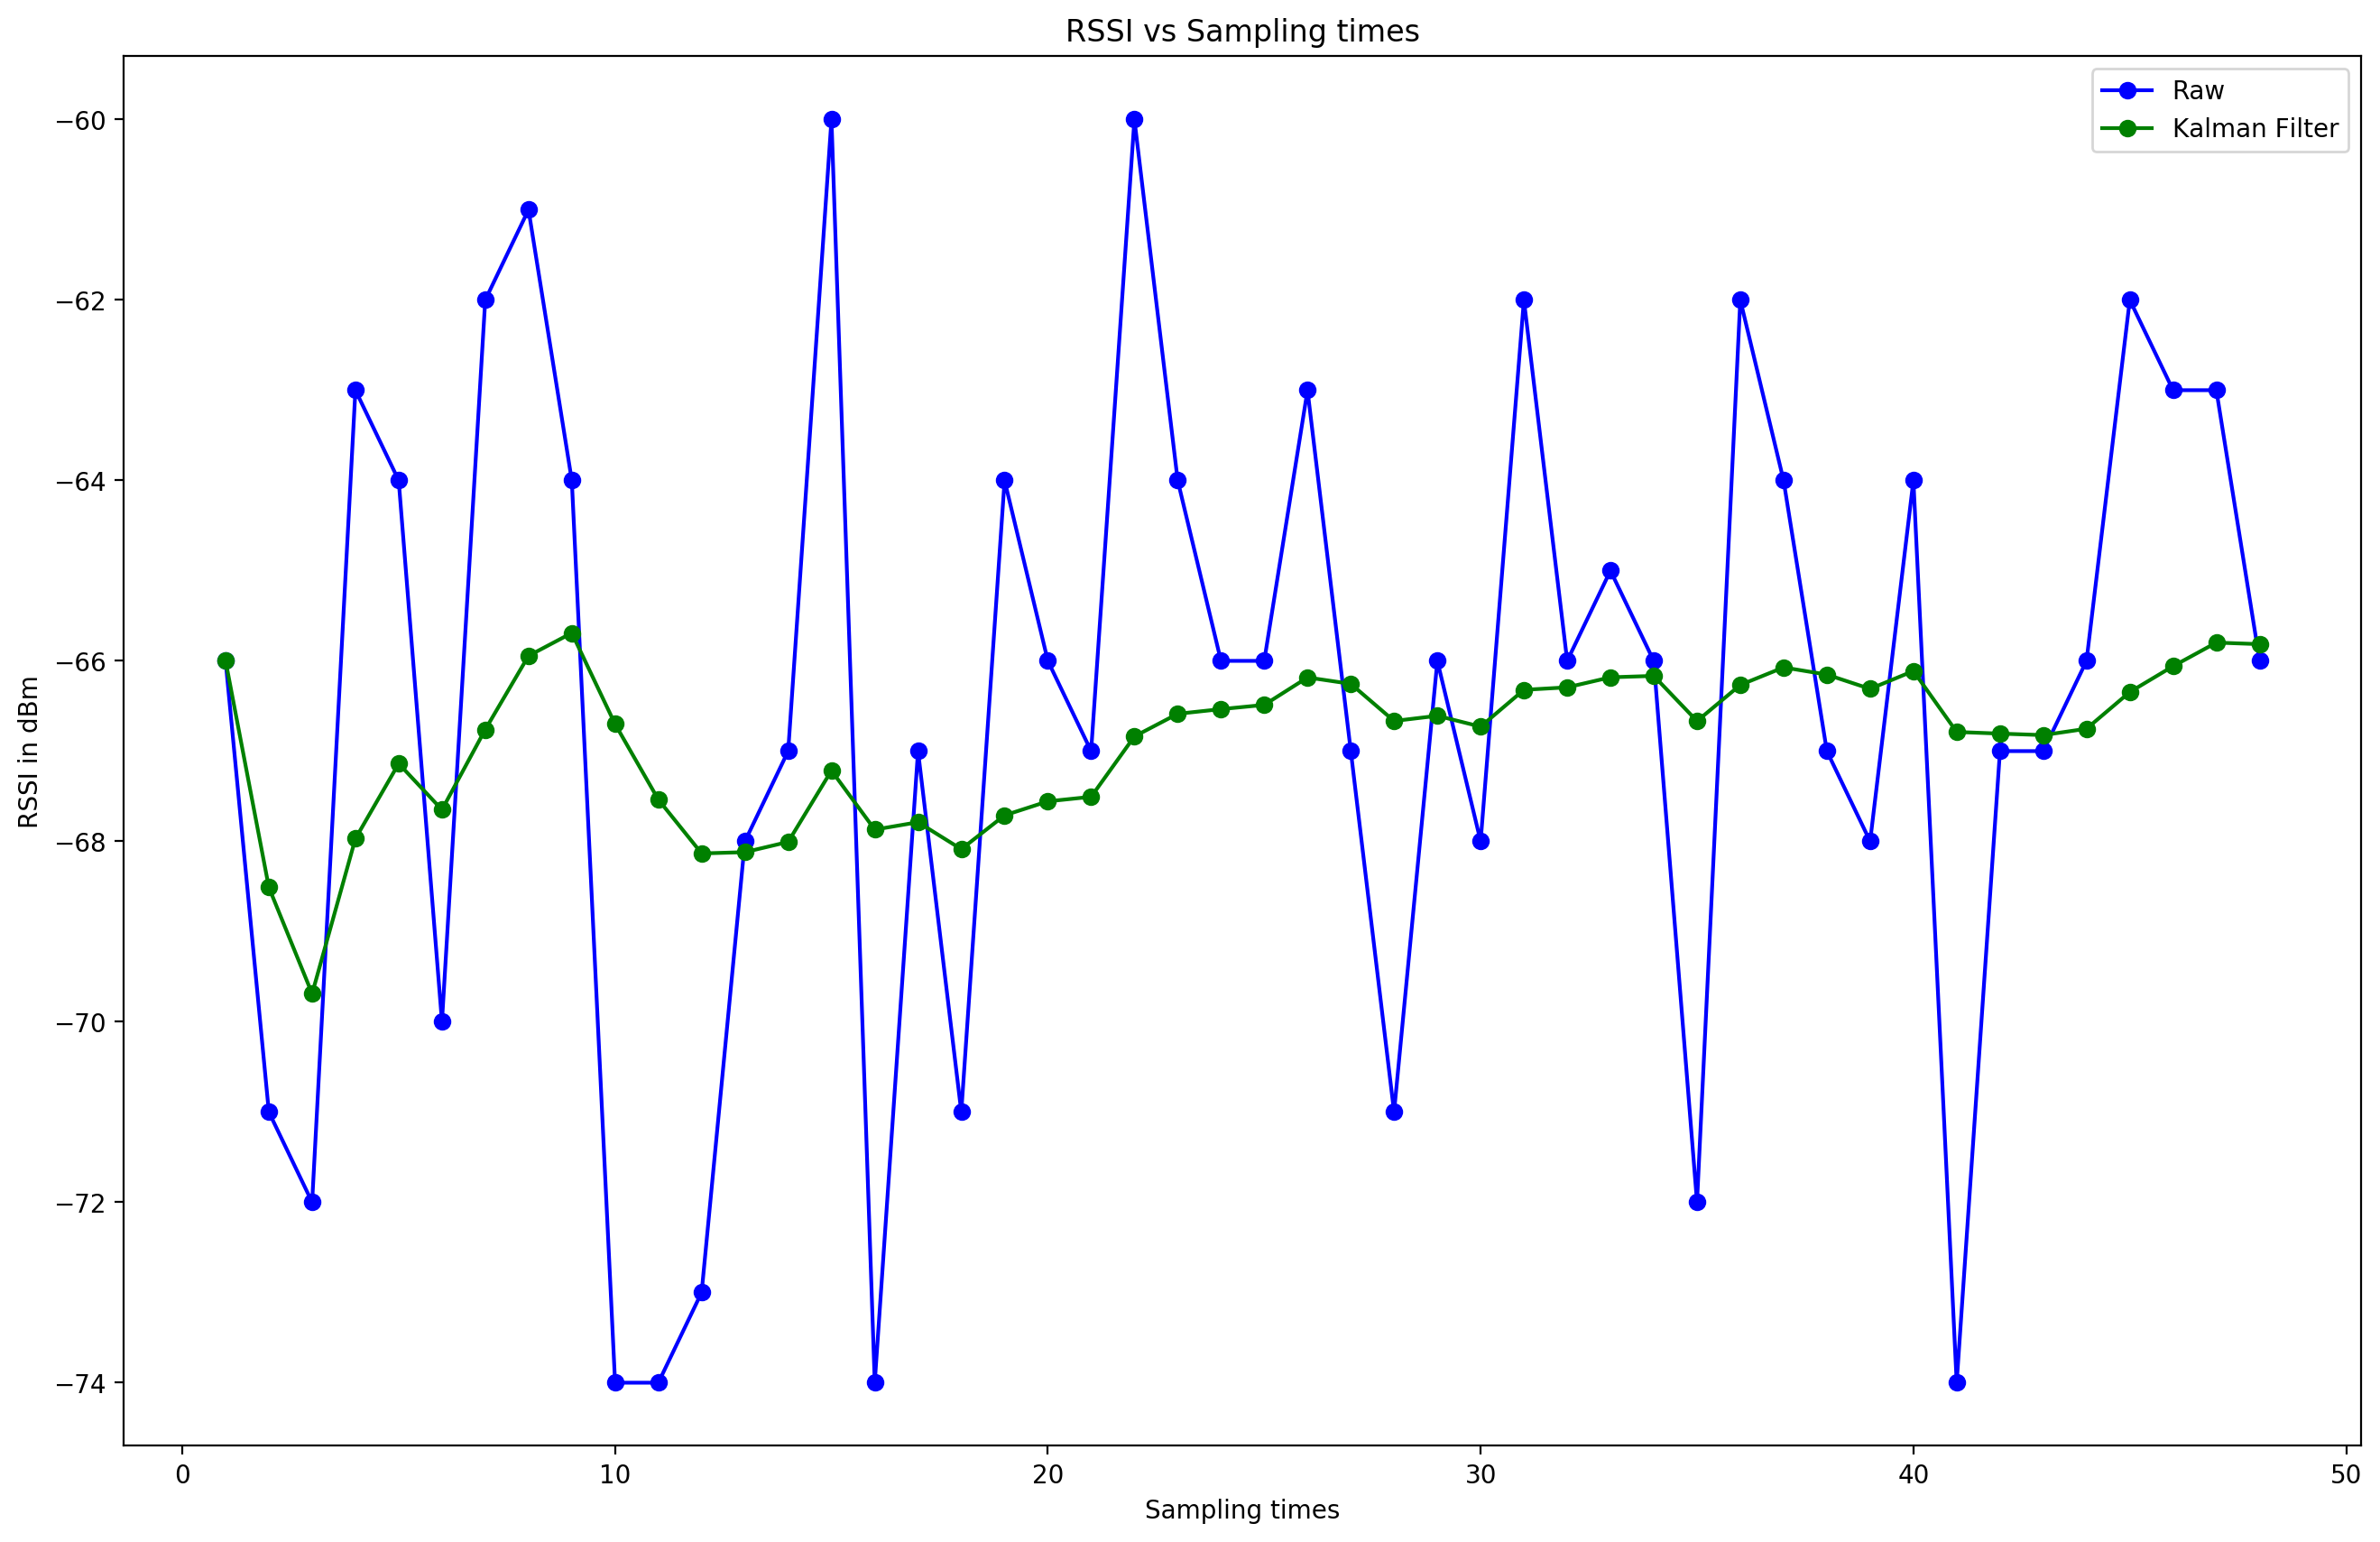 RSSI vs Sampling times
Raw
Kalman Filter
−60
−62
−64
−66
−68
−70
−72
−74
RSSI in dBm
0 10 20 30 40 50
Sampling times